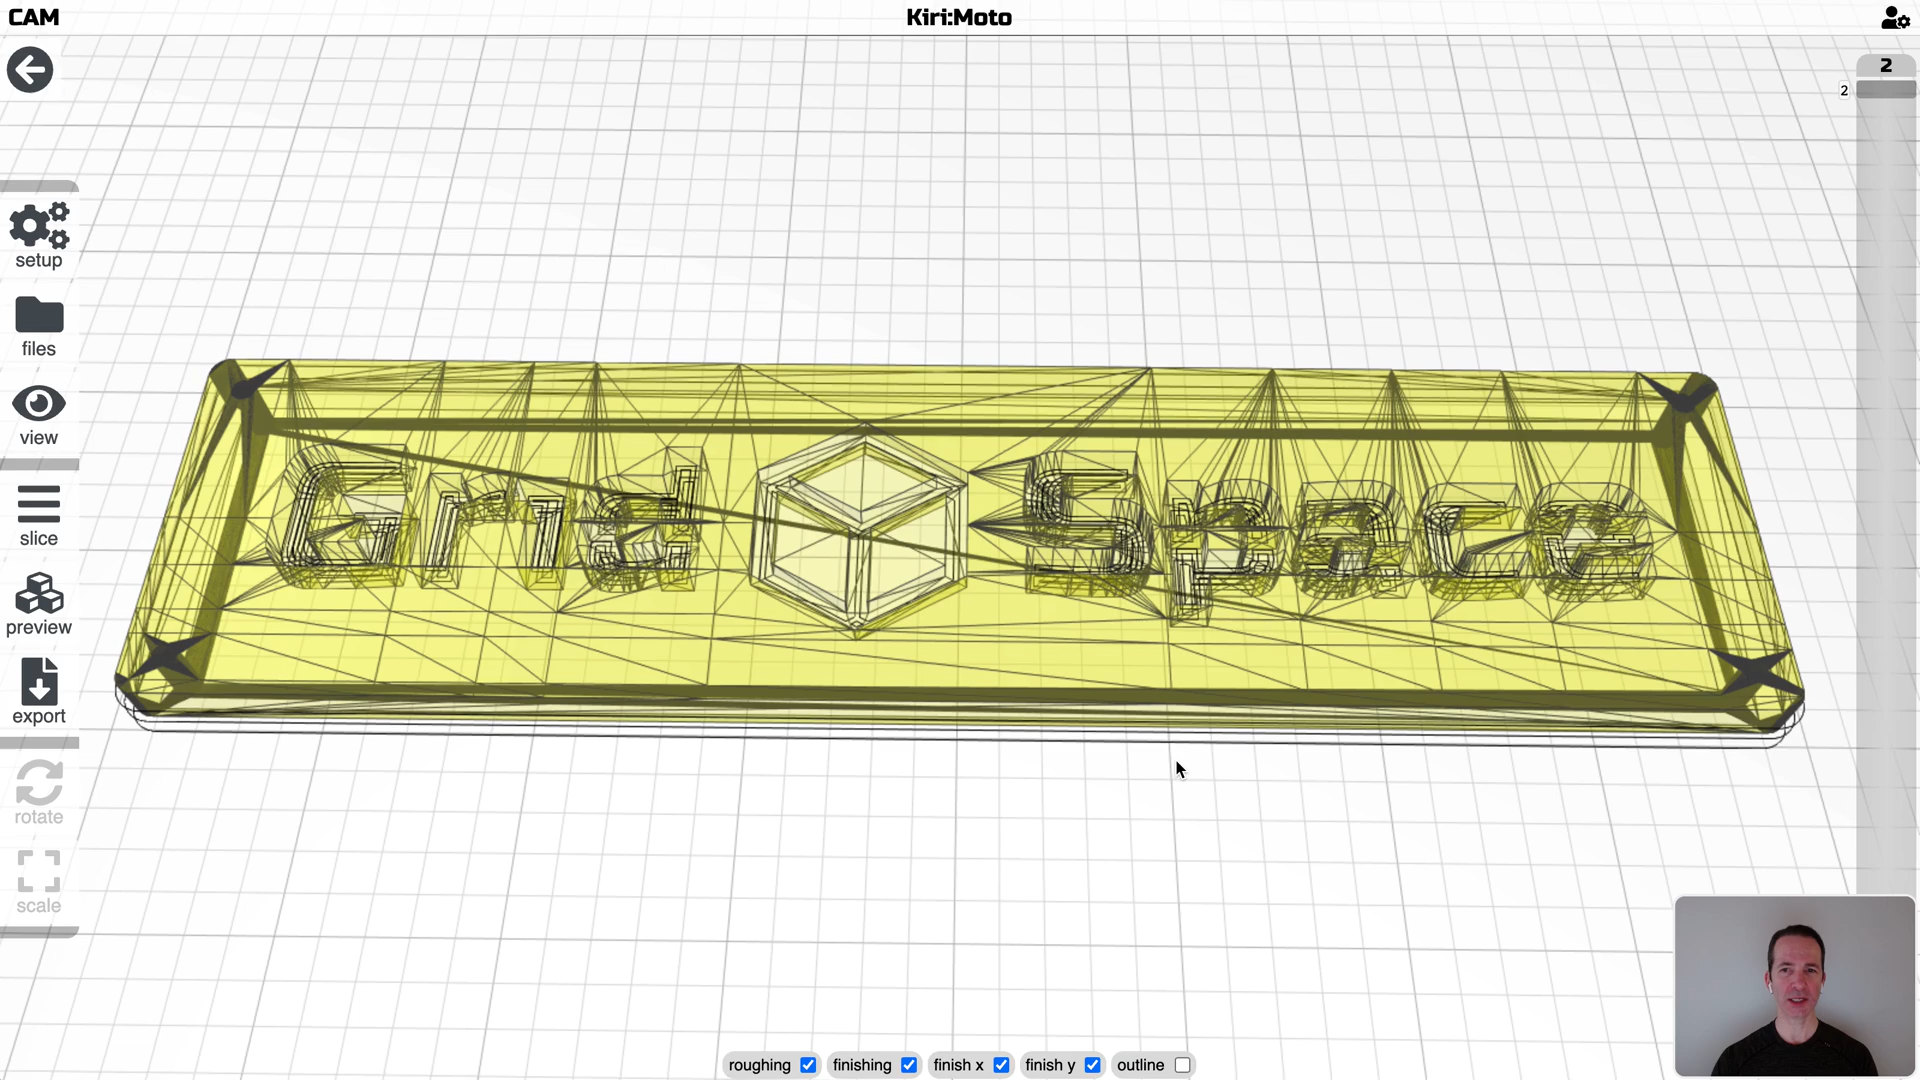 CAM
Kiri:Moto
2
2
setup
files
view
slice
preview
export
rotate
scale
Grid Space
roughing
finishing
finish x
finish y
outline